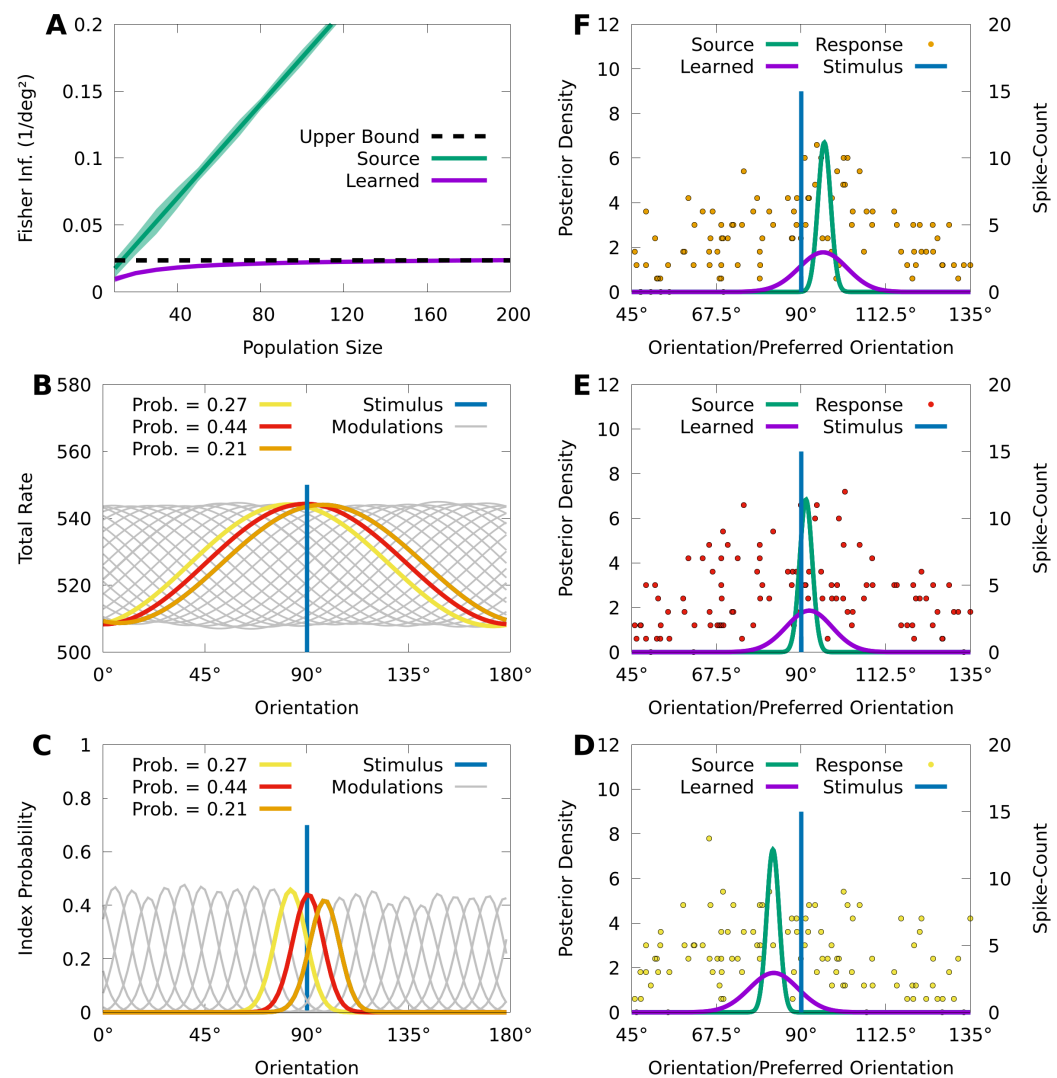 A
0.2
0.15
0.1
0.05
0
Fisher Inf. (1/deg²)
Upper Bound
Source
Learned
40 80 120 160 200
Population Size
F
12
10
8
6
4
2
0
Posterior Density
20
15
10
5
0
Spike-Count
Source Response
Learned Stimulus
45° 67.5° 90° 112.5° 135°
Orientation/Preferred Orientation
B
580
560
540
520
500
Total Rate
Prob. = 0.27 Stimulus
Prob. = 0.44 Modulations
Prob. = 0.21
0° 45° 90° 135° 180°
Orientation
E
12
10
8
6
4
2
0
Posterior Density
20
15
10
5
0
Spike-Count
Source Response
Learned Stimulus
45° 67.5° 90° 112.5° 135°
Orientation/Preferred Orientation
C
1
0.8
0.6
0.4
0.2
0
Index Probability
Prob. = 0.27 Stimulus
Prob. = 0.44 Modulations
Prob. = 0.21
0° 45° 90° 135° 180°
Orientation
D
12
10
8
6
4
2
0
Posterior Density
20
15
10
5
0
Spike-Count
Source Response
Learned Stimulus
45° 67.5° 90° 112.5° 135°
Orientation/Preferred Orientation